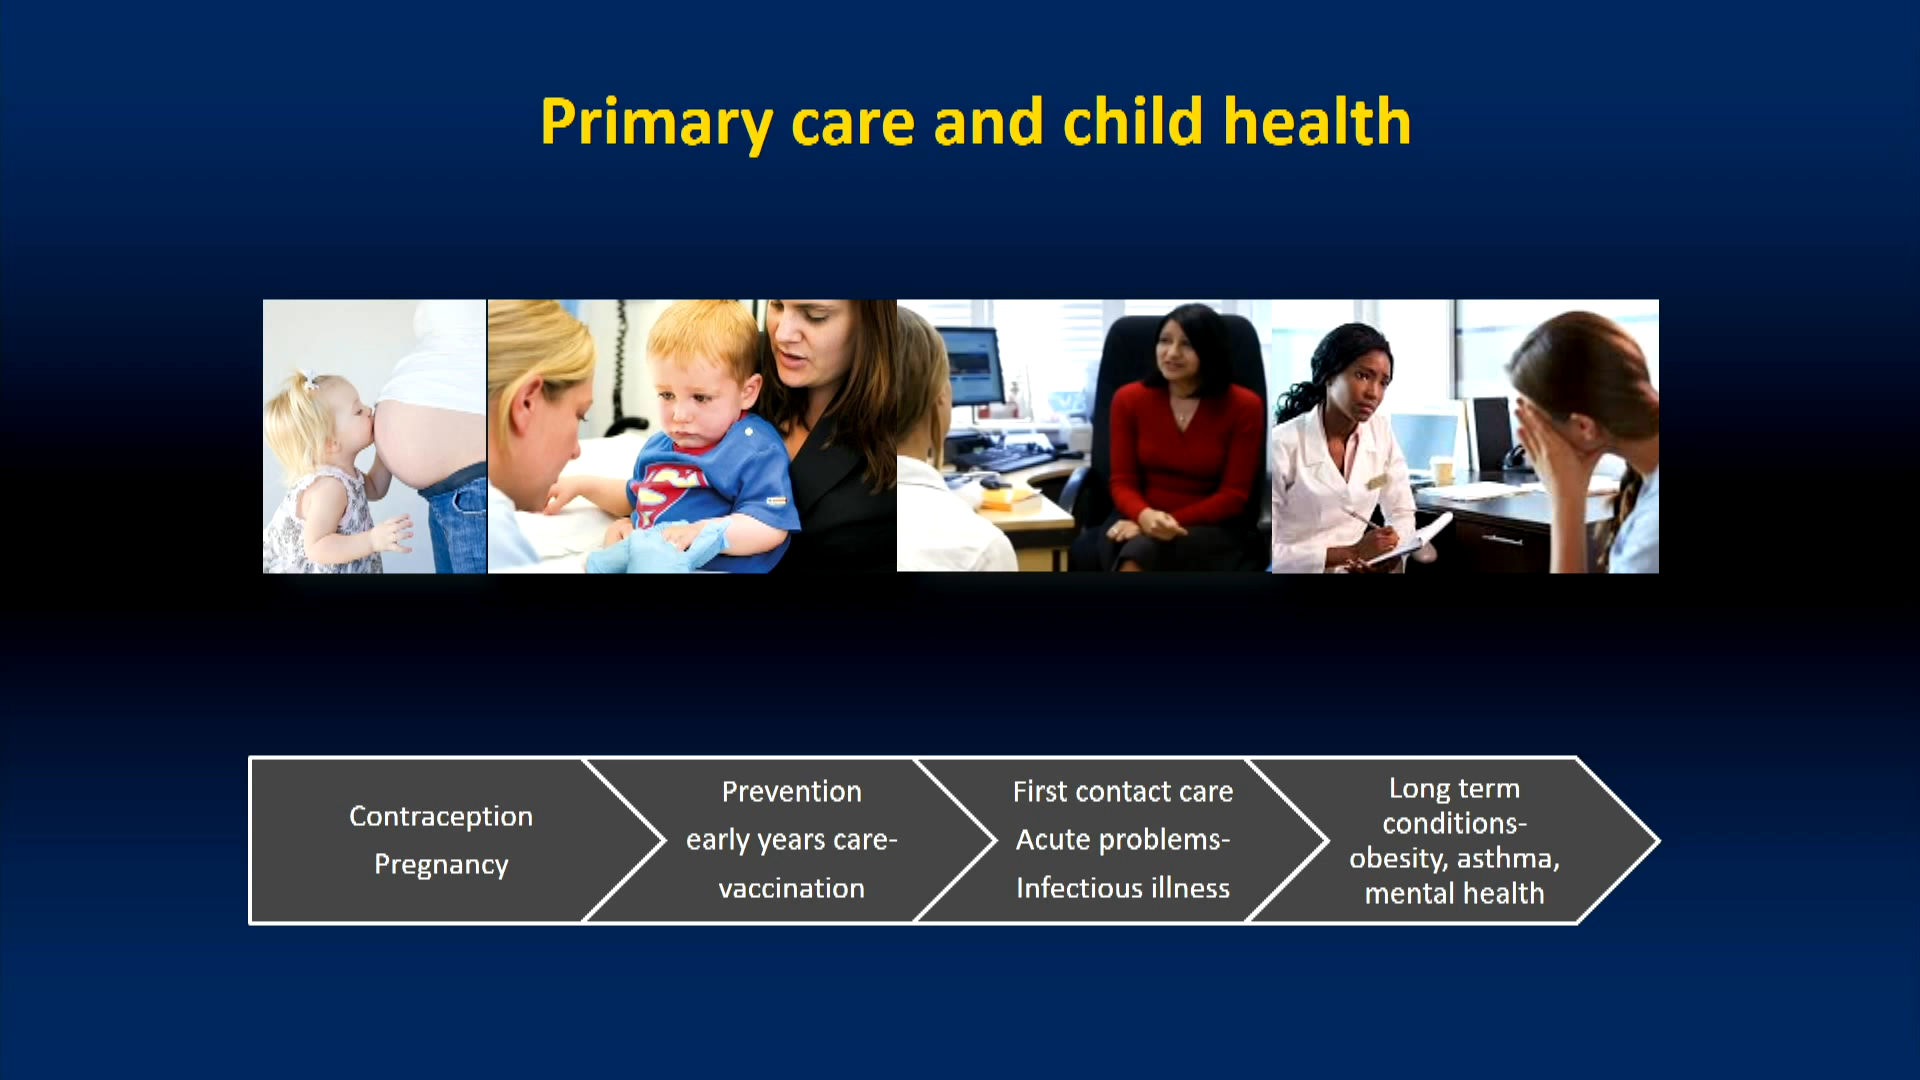 Primary care and child health
Contraception
Pregnancy
Prevention
early years care-
vaccination
First contact care
Acute problems-
Infectious illness
Long term
conditions-
obesity, asthma,
mental health